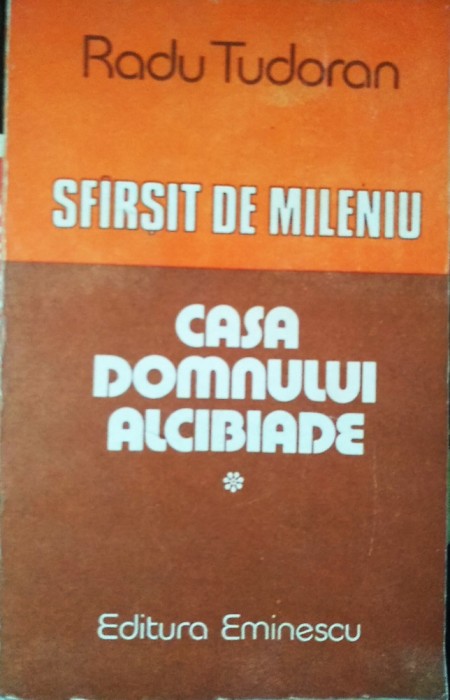 Radu Tudoran
SFÎRȘIT DE MILENIU
CASA
DOMNULUI
ALCIBIADE
*
Editura Eminescu